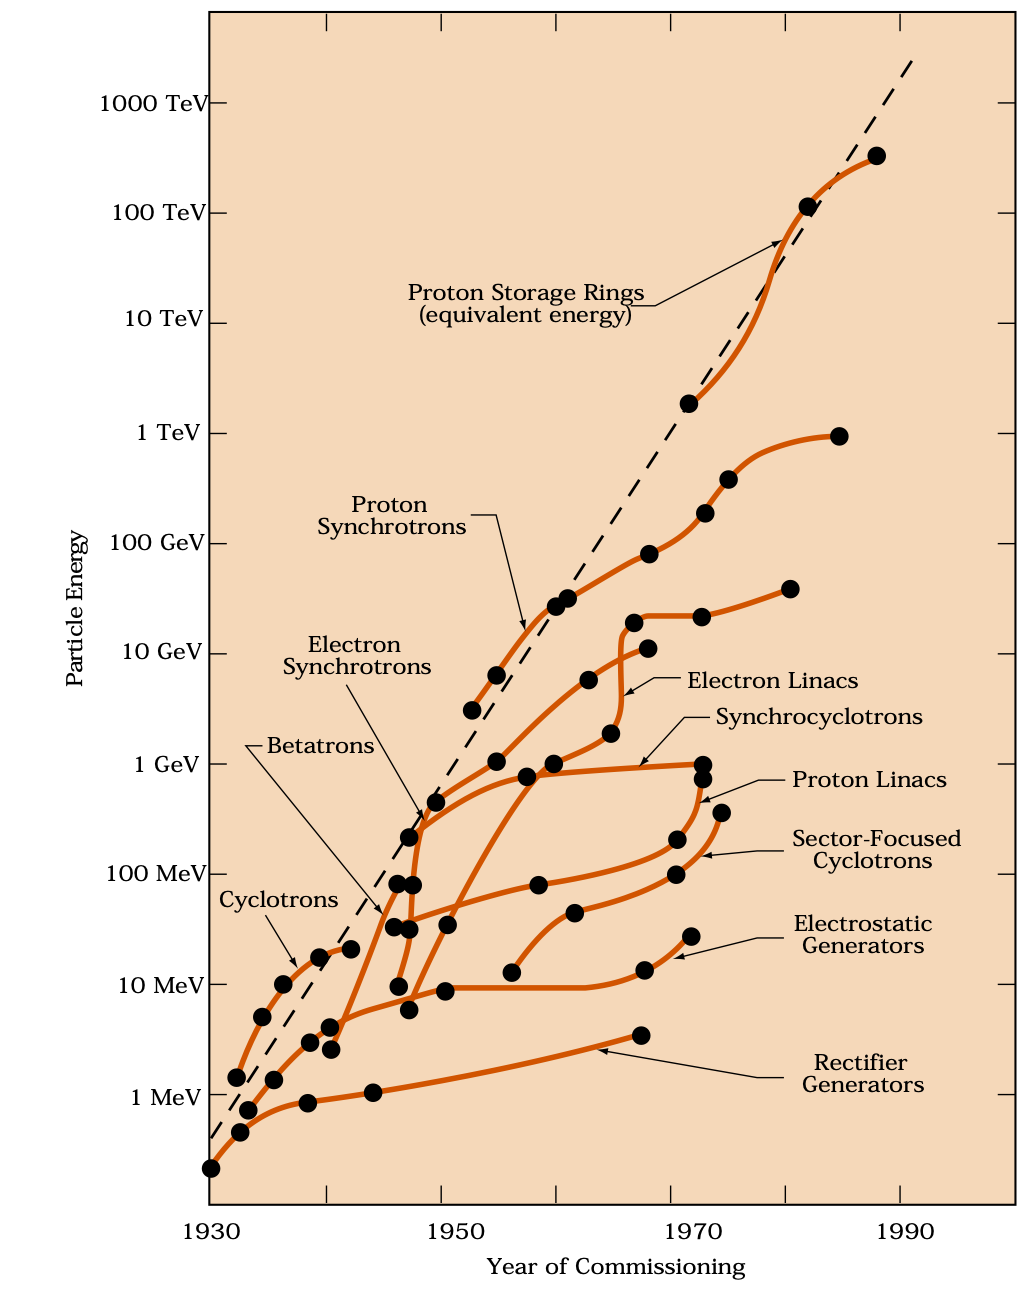 1000 TeV
100 TeV
10 TeV
1 TeV
100 GeV
10 GeV
1 GeV
100 MeV
10 MeV
1 MeV
Particle Energy
Proton Storage Rings
(equivalent energy)
Proton
Synchrotrons
Electron
Synchrotrons
Betatrons
Cyclotrons
Electron Linacs
Synchrocyclotrons
Proton Linacs
Sector-Focused
Cyclotrons
Electrostatic
Generators
Rectifier
Generators
1930
1950
1970
1990
Year of Commissioning